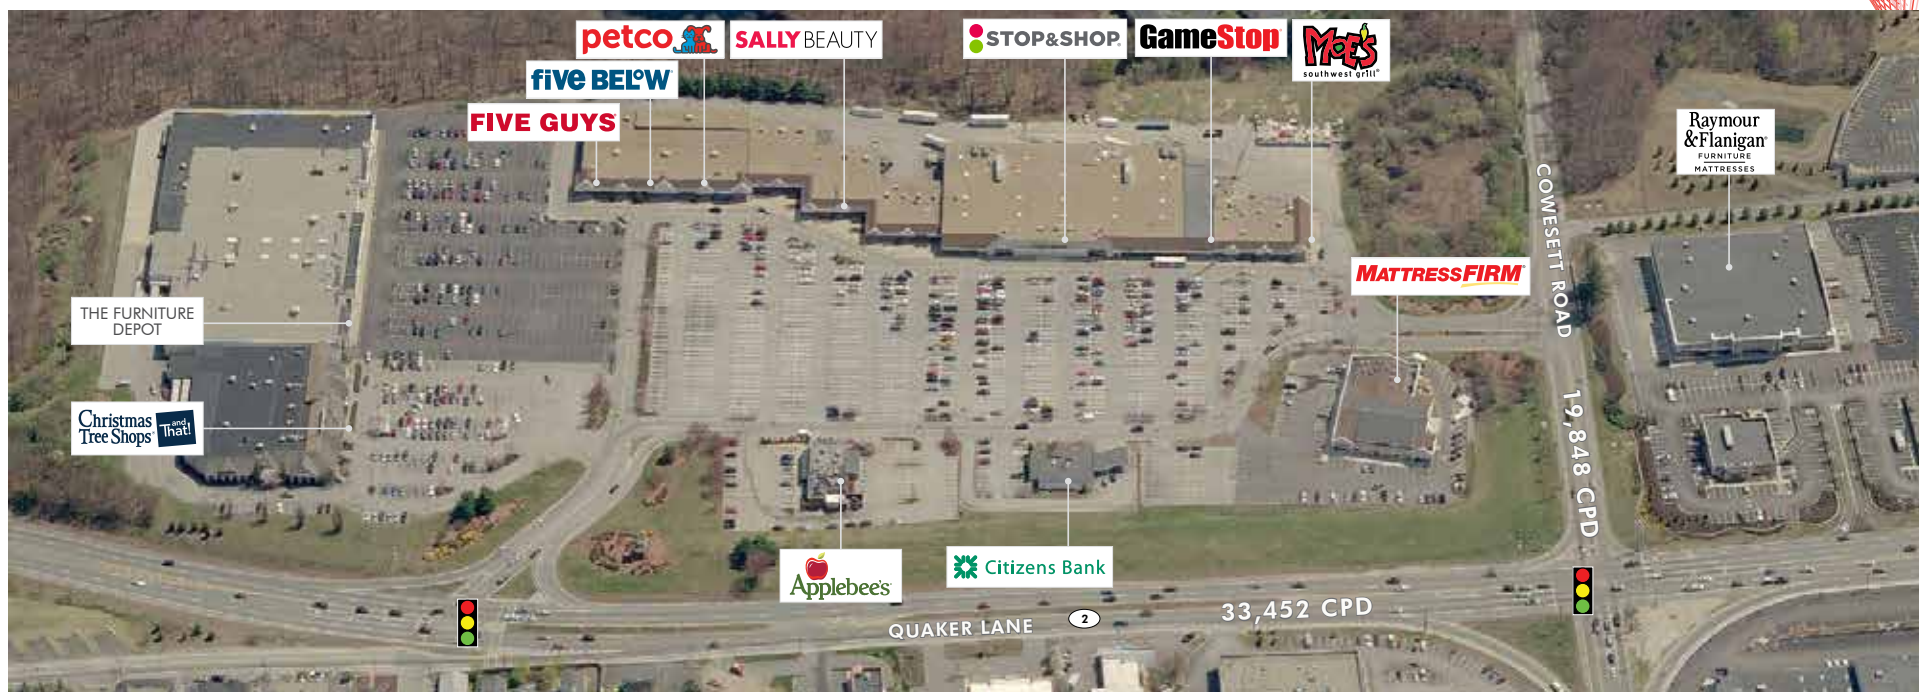 petco
SALLY BEAUTY
STOP&SHOP
GameStop
MOE'S
southwest grill
five BELOW
FIVE GUYS
Raymour
&Flanigan
FURNITURE
MATTRESSES
COWESETT ROAD
MATTRESSFIRM
THE FURNITURE
DEPOT
Christmas
Tree Shops
and
That!
19,848 CPD
Applebee's
Citizens Bank
QUAKER LANE
2
33,452 CPD